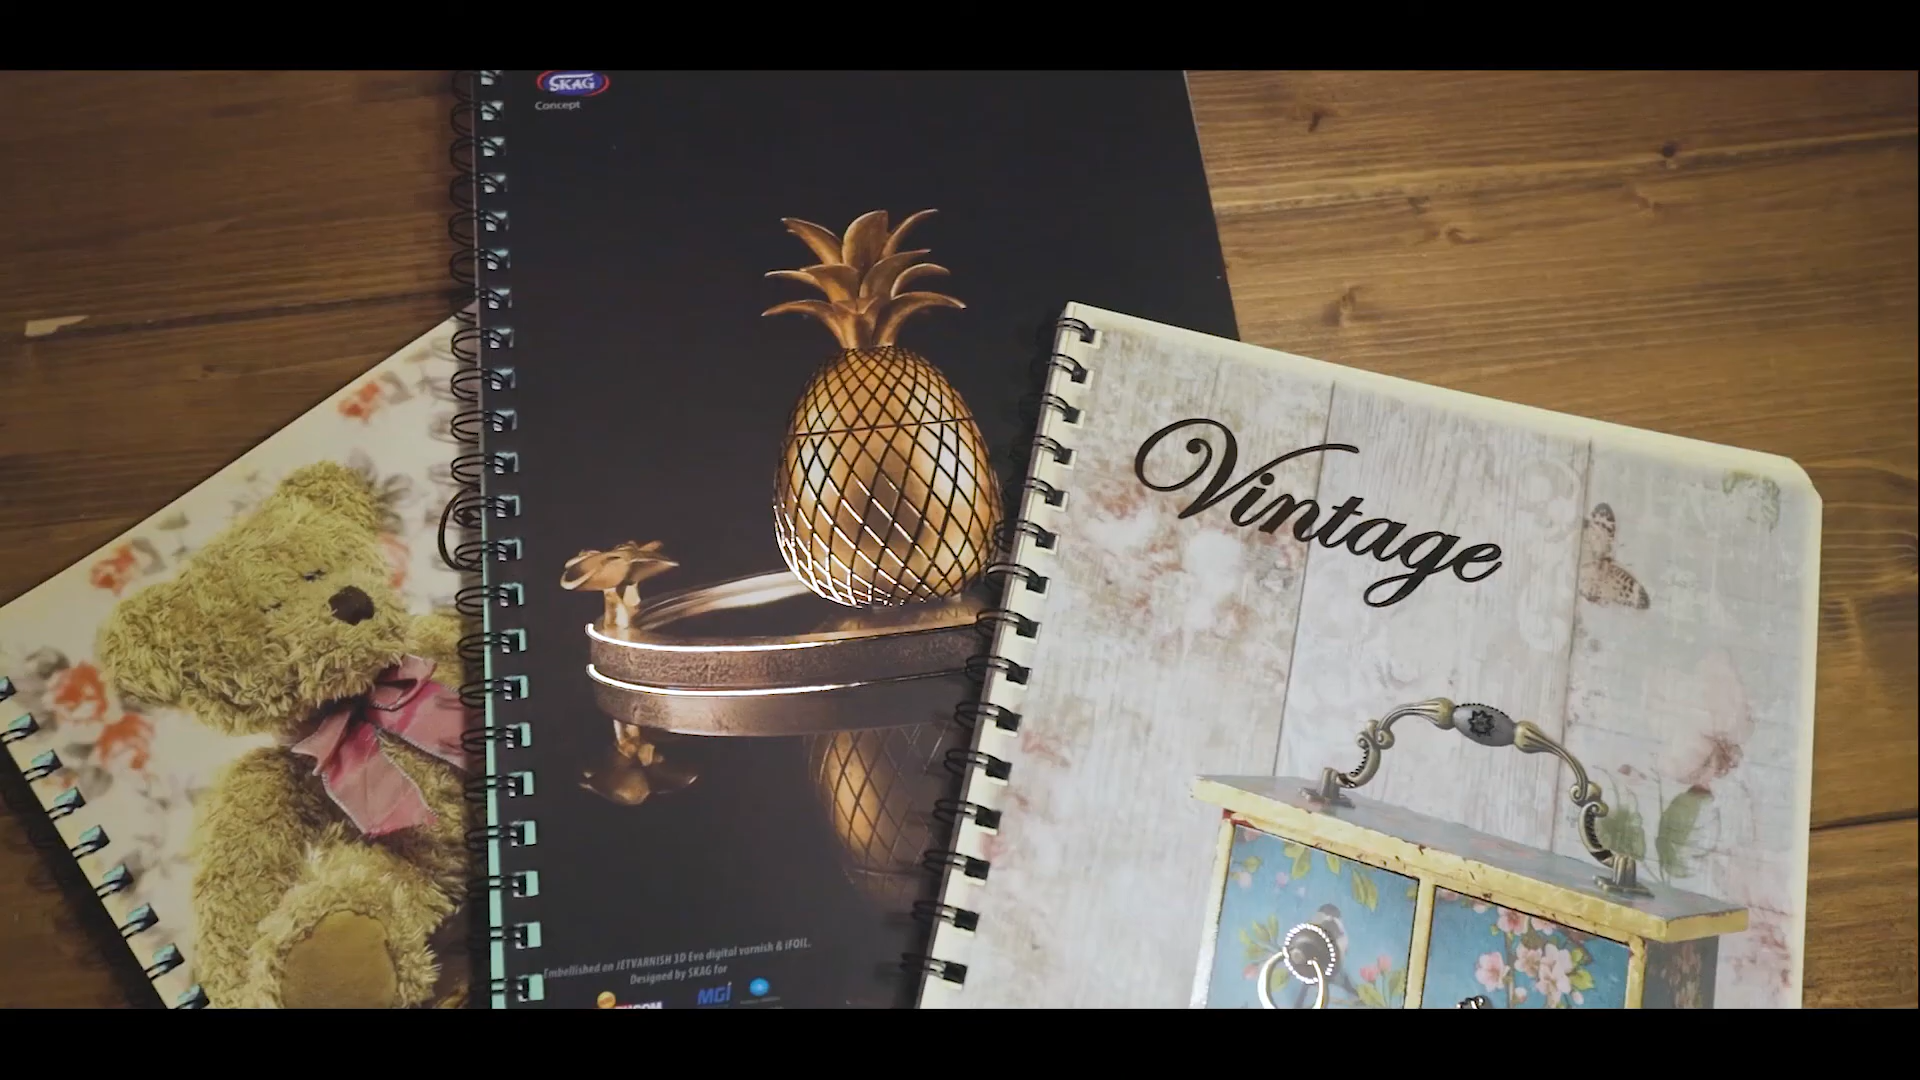 SKAG
Concept
Vintage
Embellished on JETVARNISH 3D Evo digital varnish & iFOIL.
Designed by SKAG for
MGI